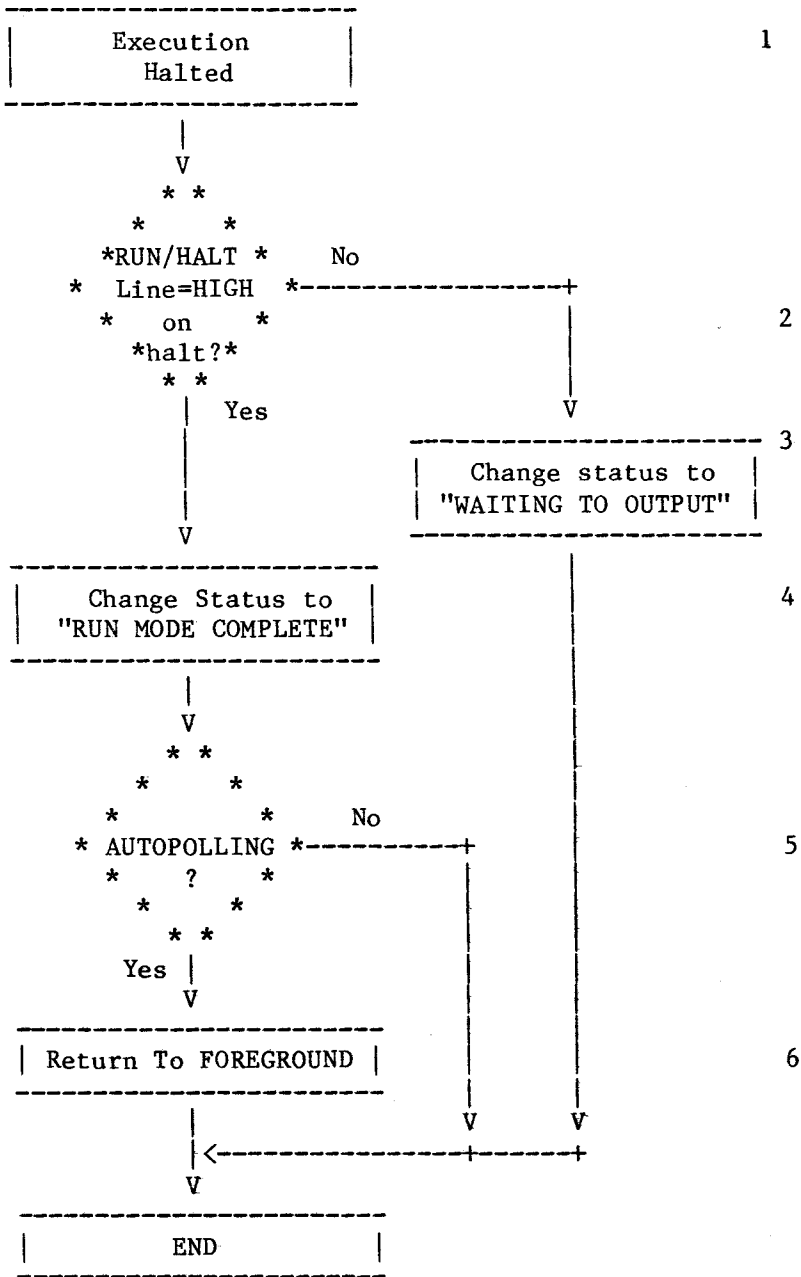 Execution 1
Halted
V
*RUN/HALT * No
* Line=HIGH *
* on * 2
*halt?*
Yes V
3
Change status to
"WAITING TO OUTPUT"
V
Change Status to 4
"RUN MODE COMPLETE"
V
No
* AUTOPOLLING * 5
* ? *
Yes
V
Return To FOREGROUND 6
V V
V
END